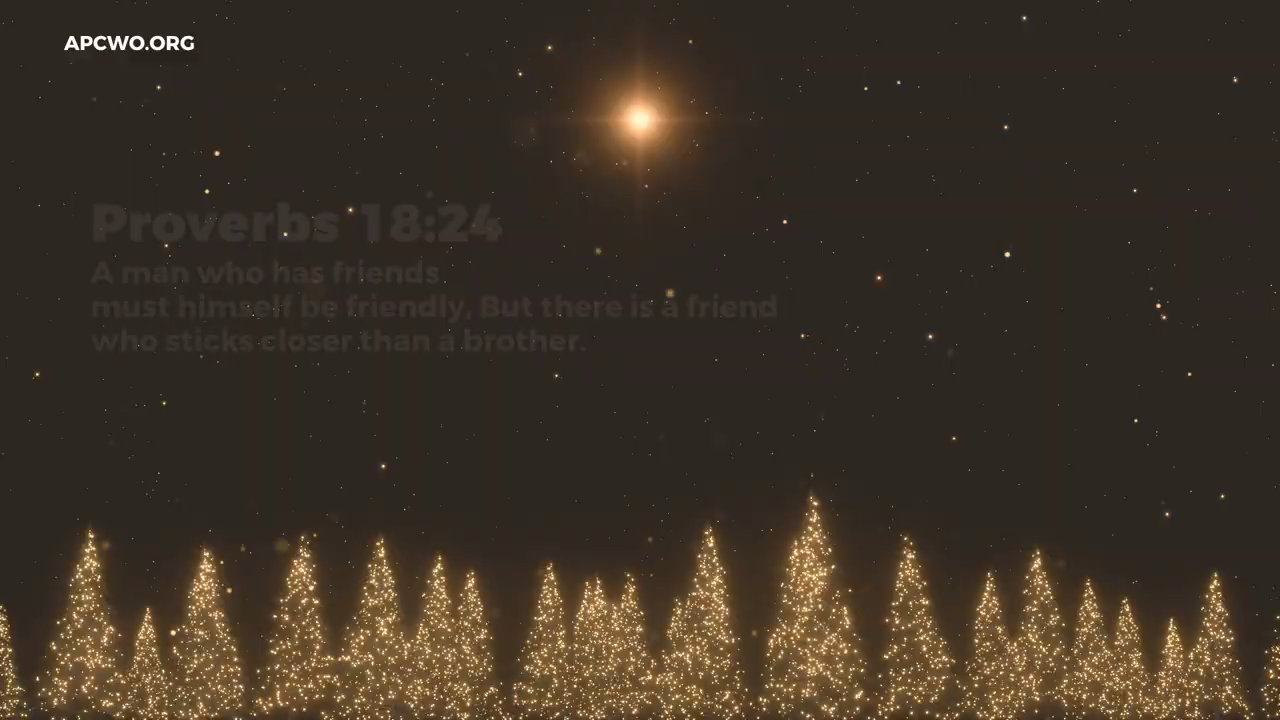 APCWO.ORG
Proverbs 18:24
A man who has friends
must himself be friendly, But there is a friend
who sticks closer than a brother.